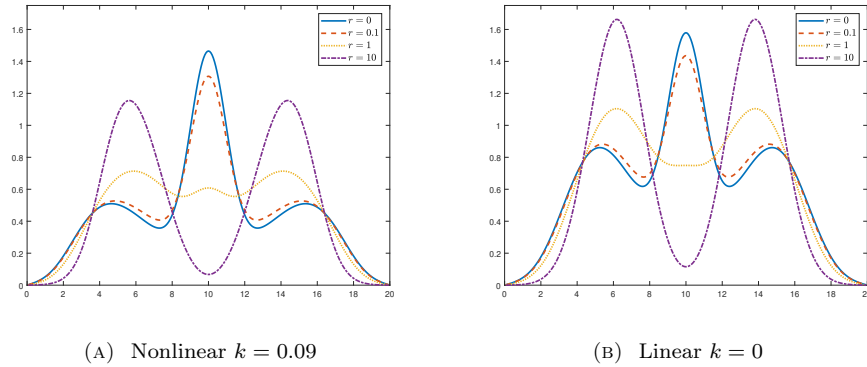 1.6
1.4
1.2
1
0.8
0.6
0.4
0.2
0
0 2 4 6 8 10 12 14 16 18 20
r = 0
r = 0.1
r = 1
r = 10
(A) Nonlinear k = 0.09
1.6
1.4
1.2
1
0.8
0.6
0.4
0.2
0
0 2 4 6 8 10 12 14 16 18 20
r = 0
r = 0.1
r = 1
r = 10
(B) Linear k = 0